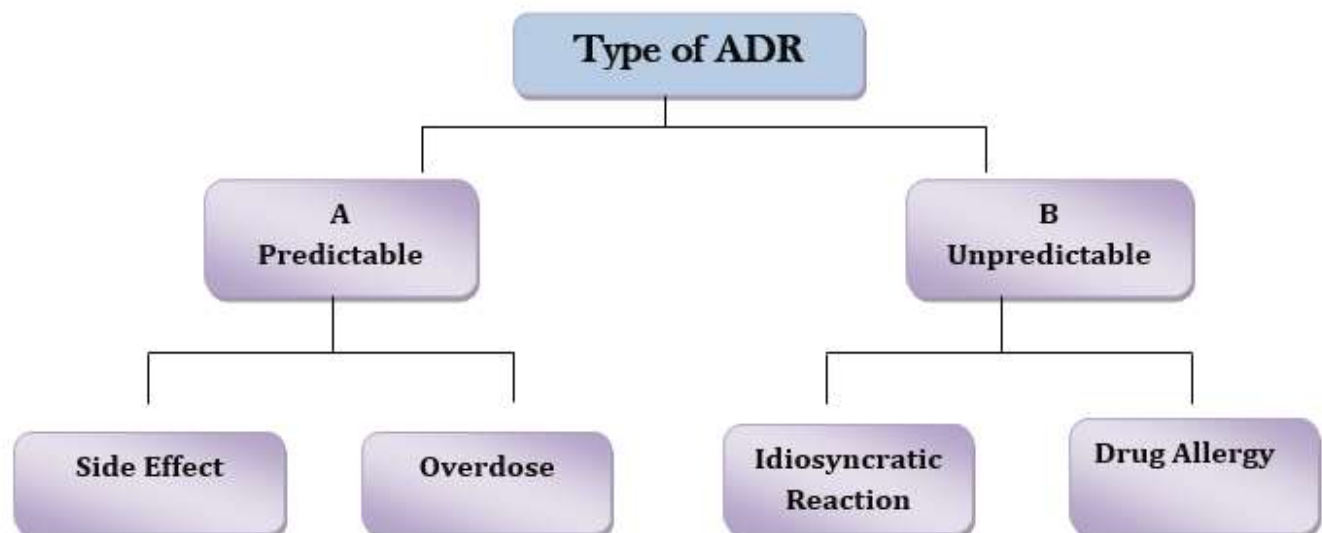 Type of ADR
A
Predictable
B
Unpredictable
Side Effect
Overdose
Idiosyncratic
Reaction
Drug Allergy